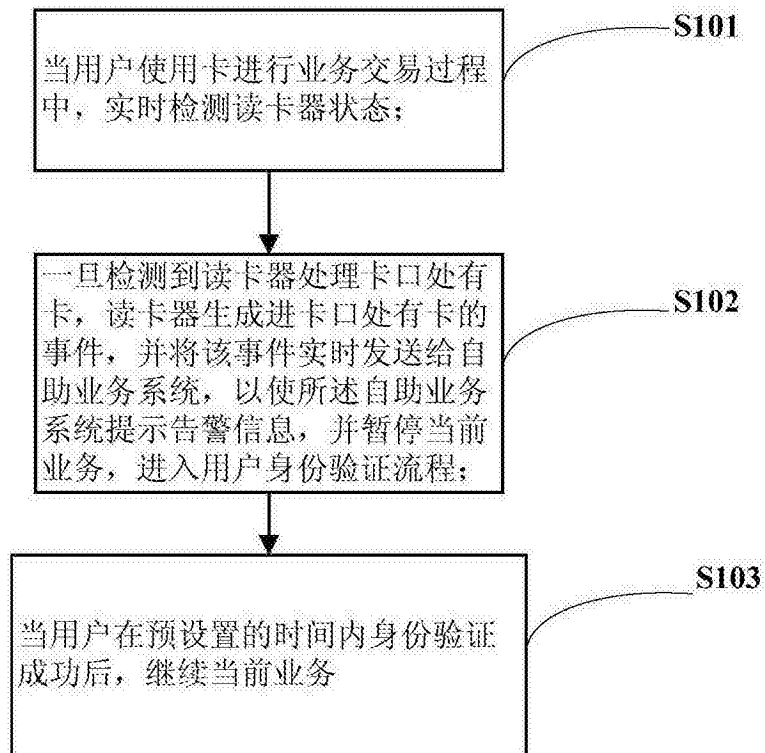 S101
当用户使用卡进行业务交易过程
中，实时检测读卡器状态；
S102
一旦检测到读卡器处理卡口处有
卡，读卡器生成进卡口处有卡的
事件，并将该事件实时发送给自
助业务系统，以使所述自助业务
系统提示告警信息，并暂停当前
业务，进入用户身份验证流程；
S103
当用户在预设置的时间内身份验证
成功后，继续当前业务